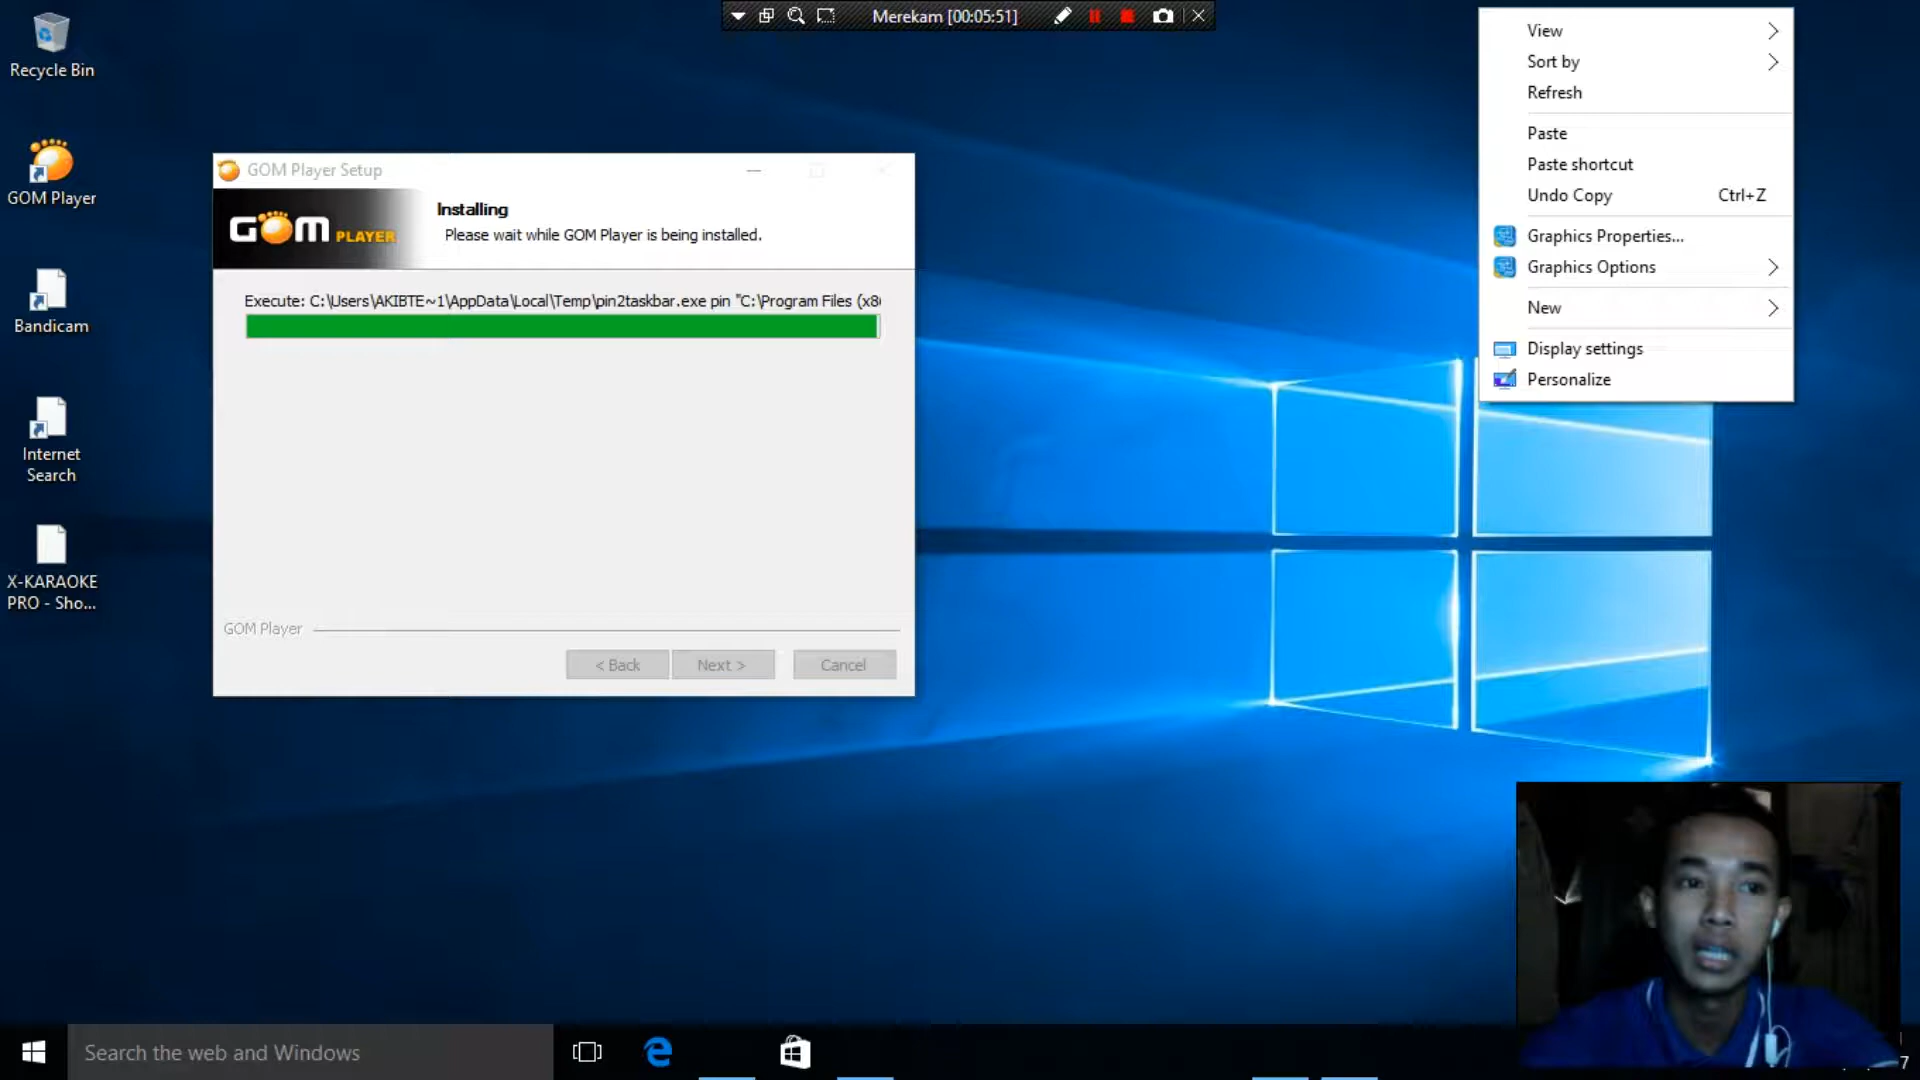 Recycle Bin
GOM Player
Bandicam
Internet
Search
X-KARAOKE
PRO - Sho...
Merekam [00:05:51]
GOM Player Setup
GOM PLAYER
Installing
Please wait while GOM Player is being installed.
Execute: C:\Users\AKIBTE~1\AppData\Local\Temp\pin2taskbar.exe pin "C:\Program Files (x8
GOM Player
< Back
Next >
Cancel
View
Sort by
Refresh
Paste
Paste shortcut
Undo Copy Ctrl+Z
Graphics Properties...
Graphics Options
New
Display settings
Personalize
Search the web and Windows
7